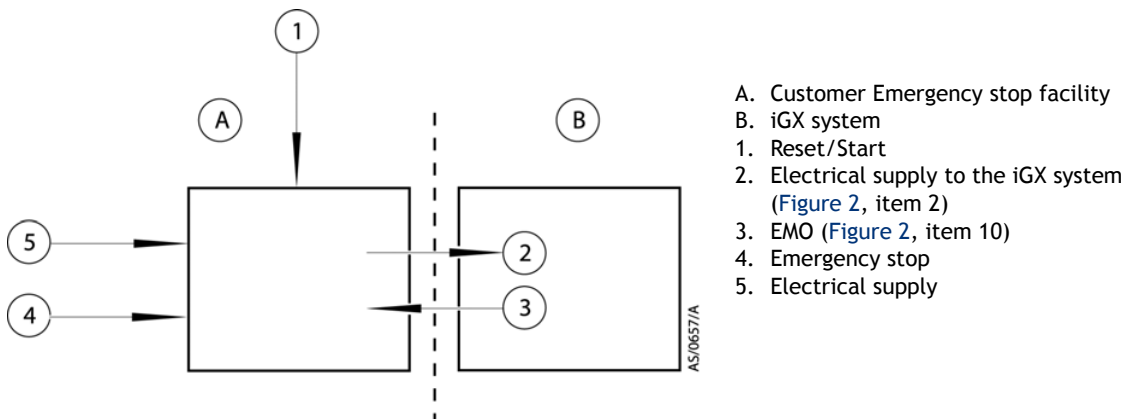 1
A
B
5
2
4
3
AS/0657/A
A. Customer Emergency stop facility
B. iGX system
1. Reset/Start
2. Electrical supply to the iGX system
(Figure 2, item 2)
3. EMO (Figure 2, item 10)
4. Emergency stop
5. Electrical supply